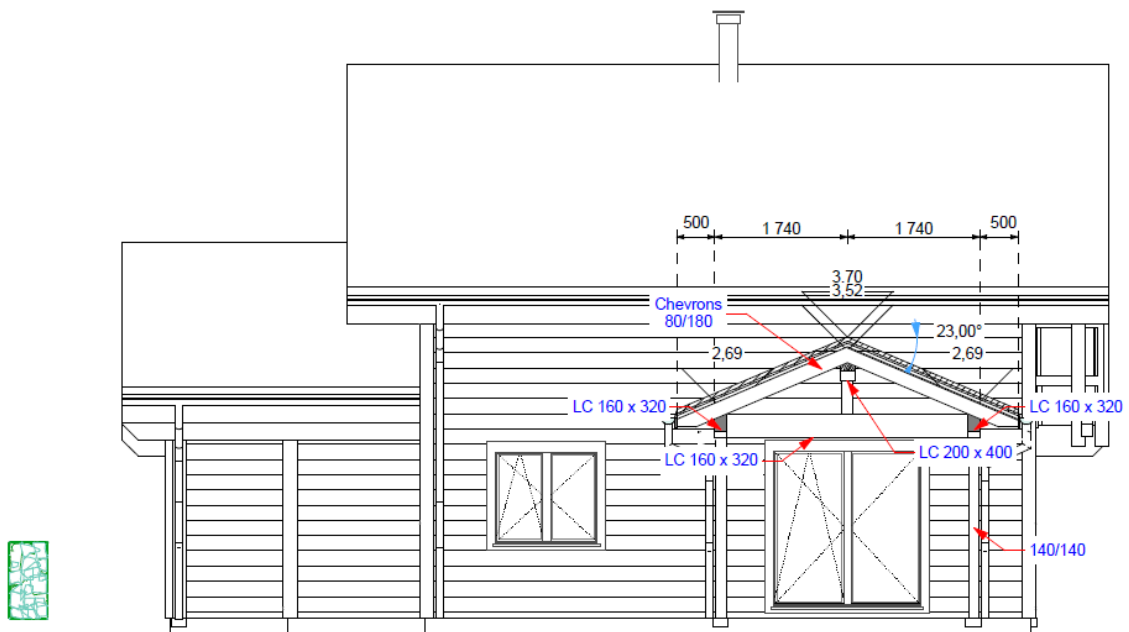 500
1 740
1 740
500
3.70
3,52
Chevrons
80/180
23,00°
2,69
2,69
LC 160 x 320
LC 160 x 320
LC 160 x 320
LC 200 x 400
140/140